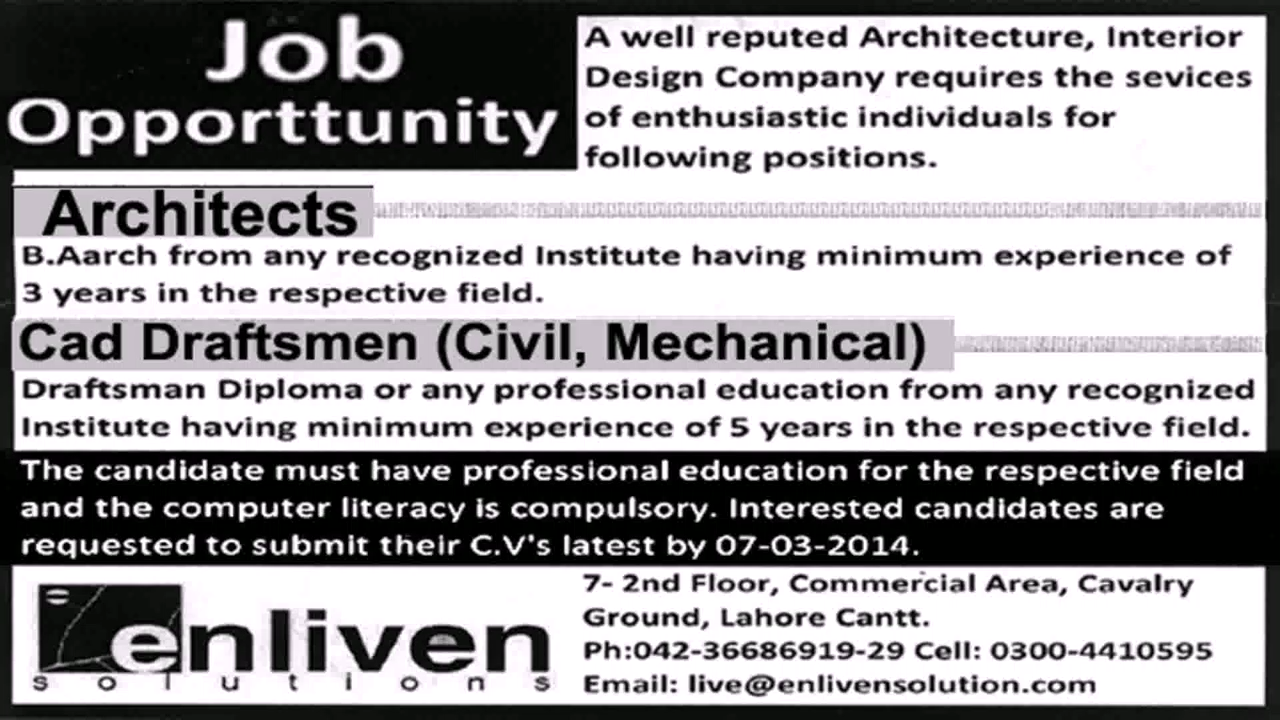 Job
Opporttunity
A well reputed Architecture, Interior
Design Company requires the sevices
of enthusiastic individuals for
following positions.
Architects
B.Aarch from any recognized Institute having minimum experience of
3 years in the respective field.
Cad Draftsmen (Civil, Mechanical)
Draftsman Diploma or any professional education from any recognized
Institute having minimum experience of 5 years in the respective field.
The candidate must have professional education for the respective field
and the computer literacy is compulsory. Interested candidates are
requested to submit their C.V's latest by 07-03-2014.
enliven
solutions
7- 2nd Floor, Commercial Area, Cavalry
Ground, Lahore Cantt.
Ph:042-36686919-29 Cell: 0300-4410595
Email: live@enlivensolution.com